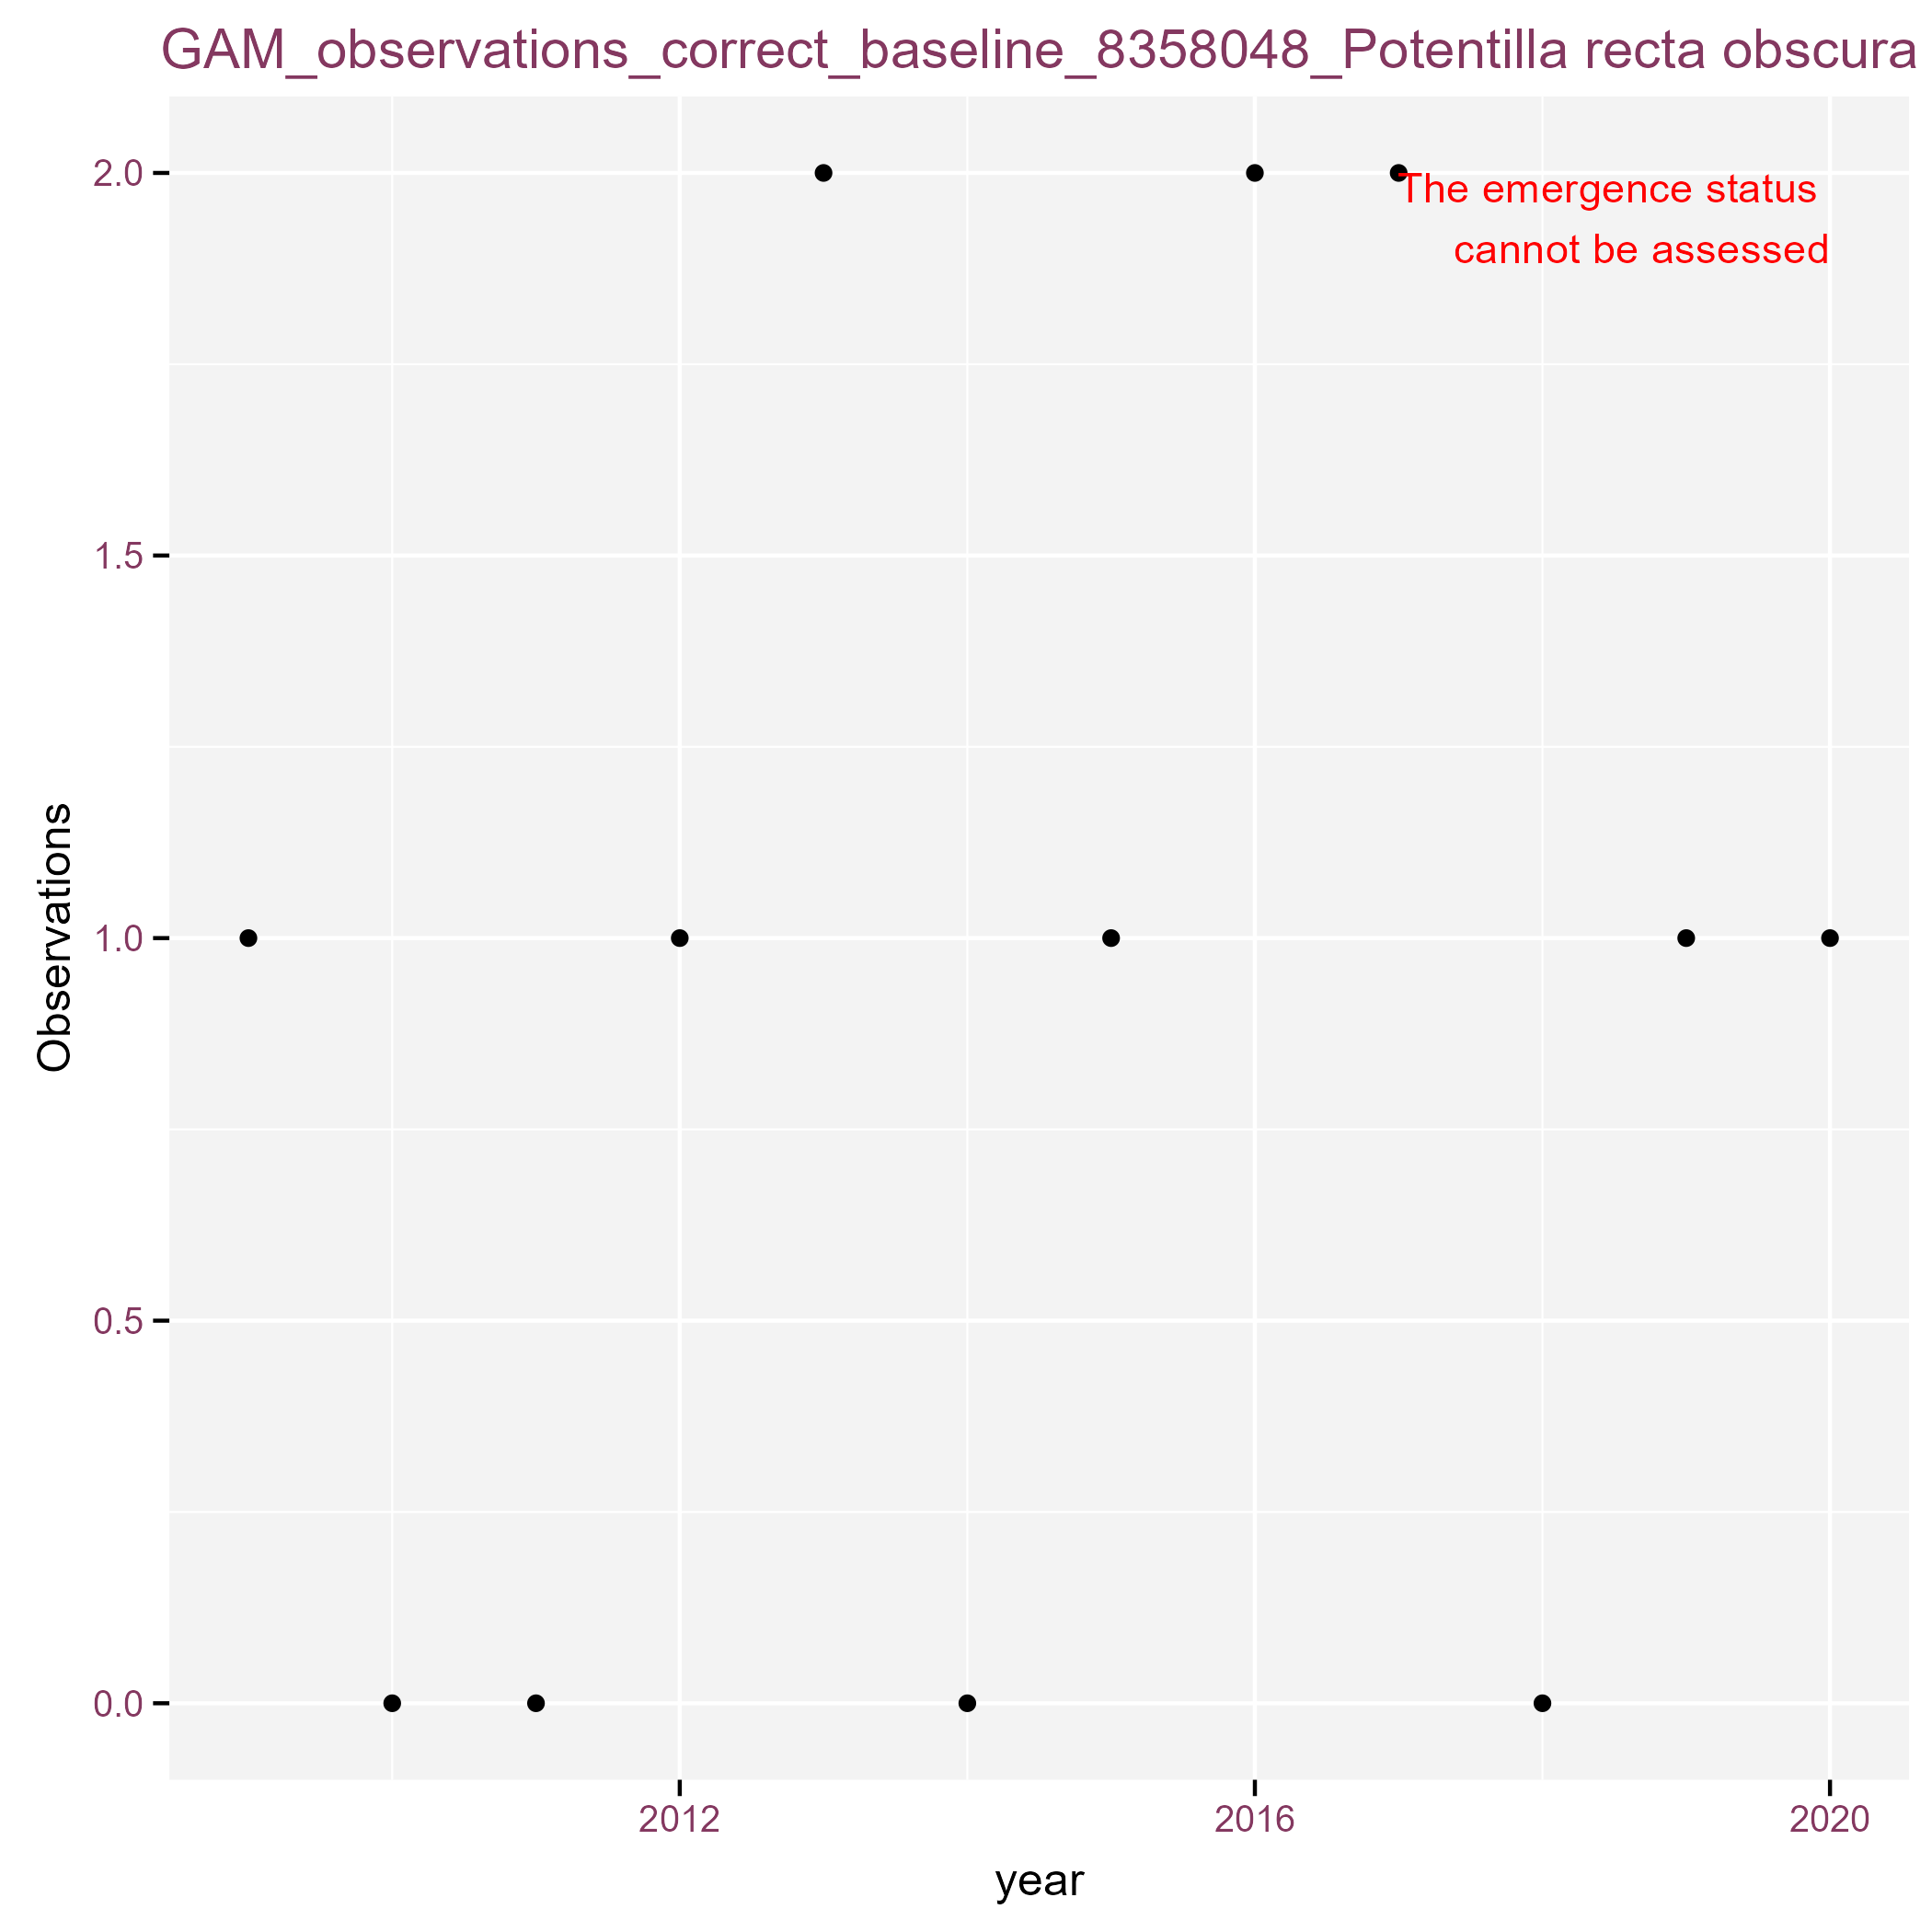 GAM_observations_correct_baseline_8358048_Potentilla recta obscura
2.0
The emergence status
cannot be assessed
1.5
1.0
0.5
0.0
Observations
2012
2016
2020
year